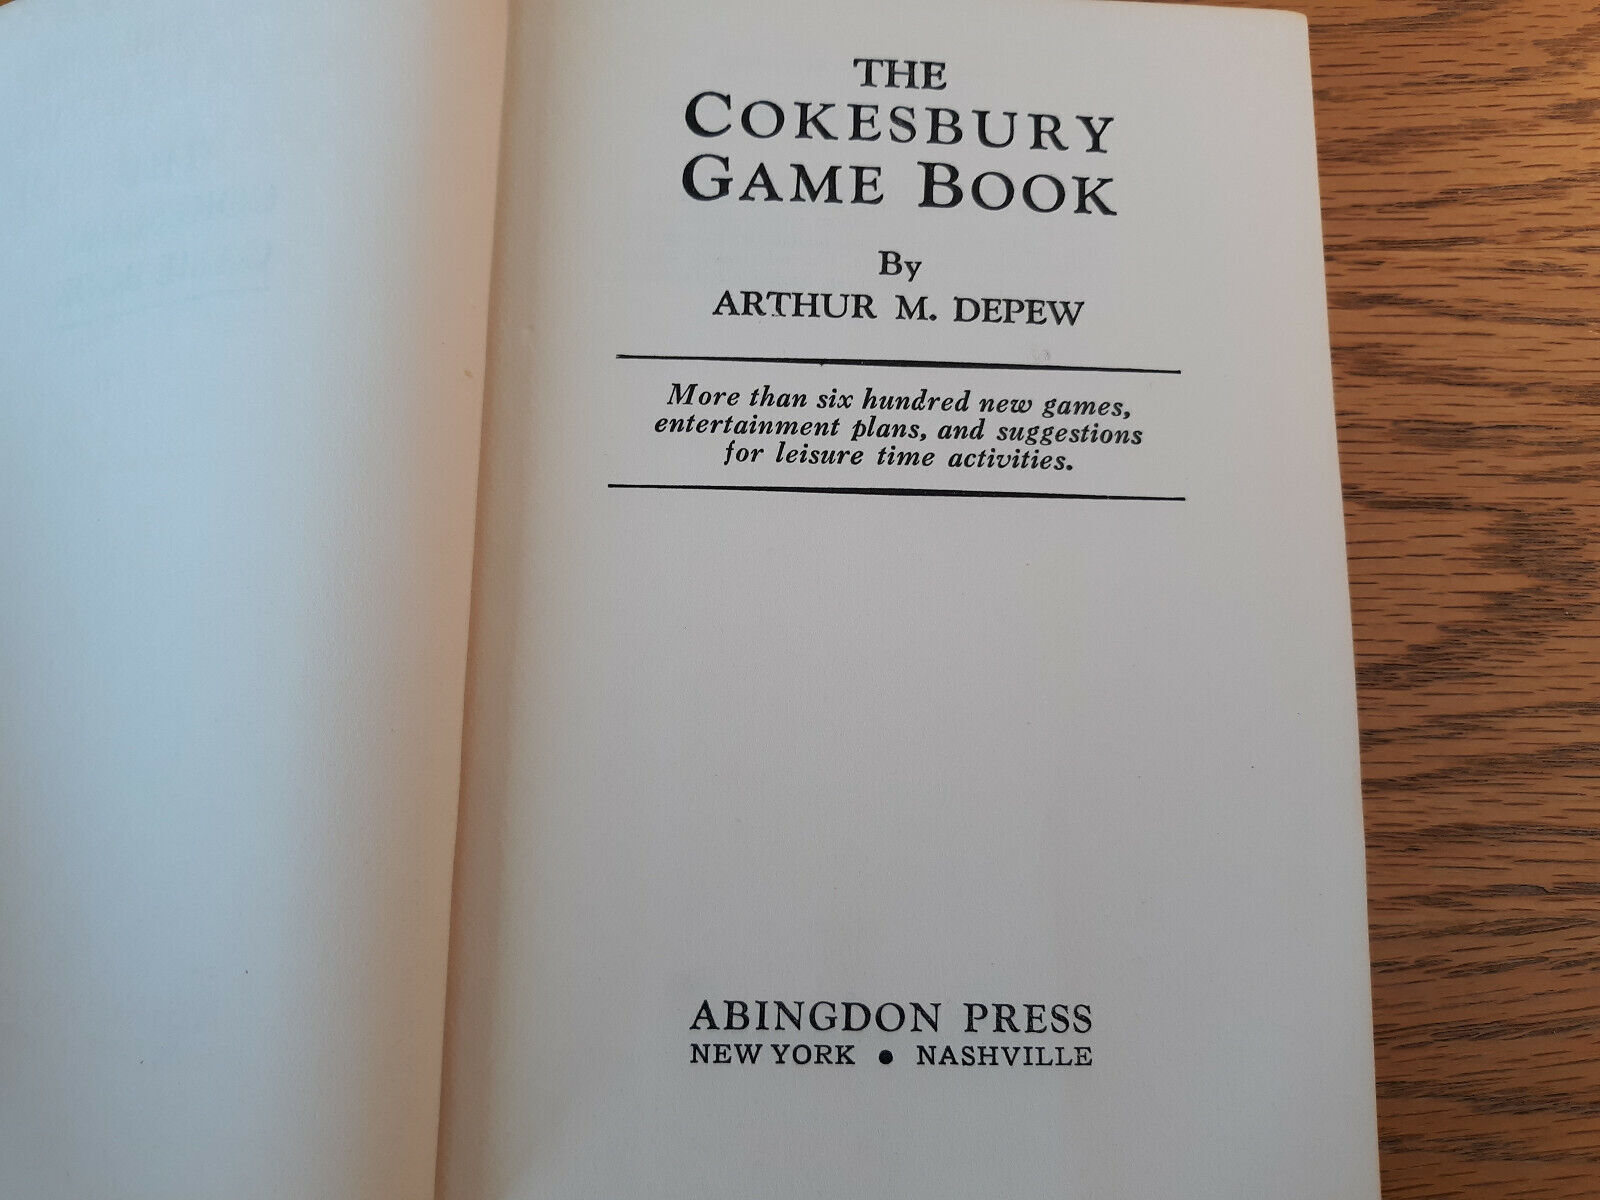 THE
COKESBURY
GAME BOOK
By
ARTHUR M. DEPEW
More than six hundred new games,
entertainment plans, and suggestions
for leisure time activities.
ABINGDON PRESS
NEW YORK • NASHVILLE